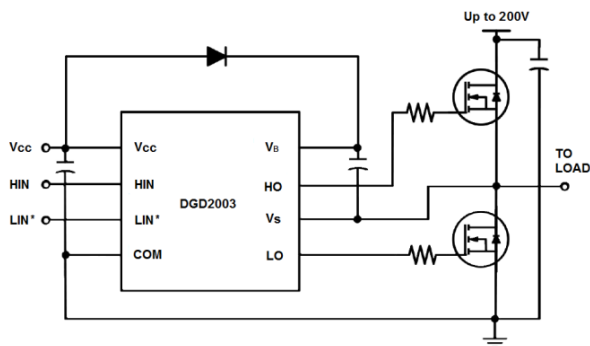 Up to 200V
Vcc
Vcc
VB
TO
LOAD
HIN
HIN
HO
DGD2003
LIN*
LIN*
Vs
COM
LO